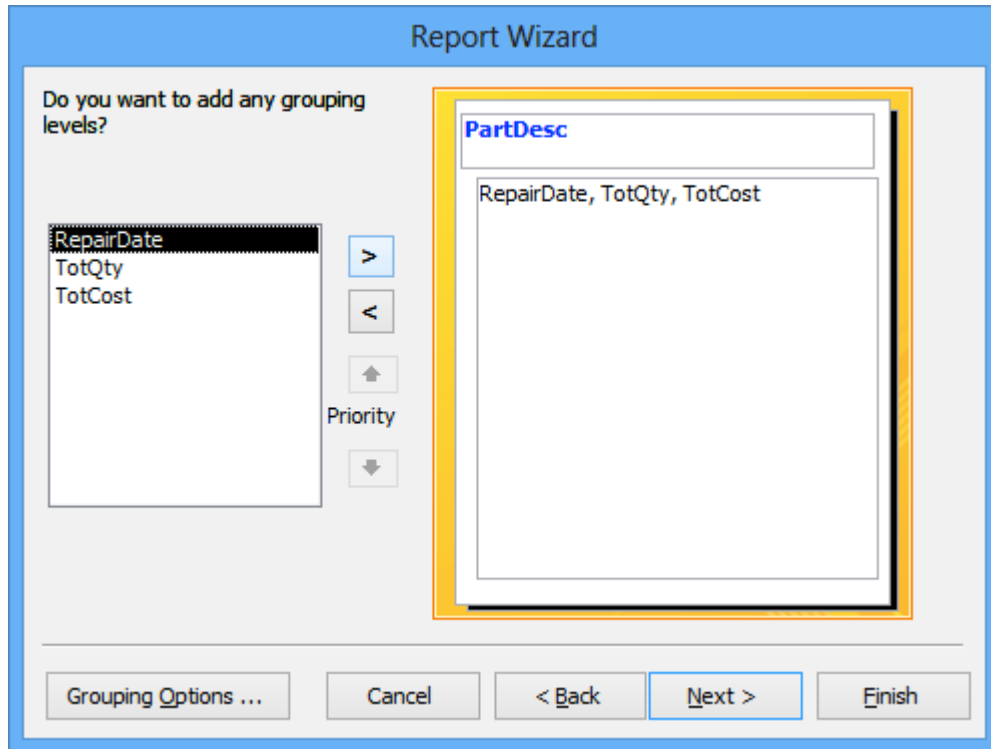 Report Wizard
Do you want to add any grouping
levels?
RepairDate
TotQty
TotCost
>
<
Priority
PartDesc
RepairDate, TotQty, TotCost
Grouping Options ...
Cancel
< Back
Next >
Finish